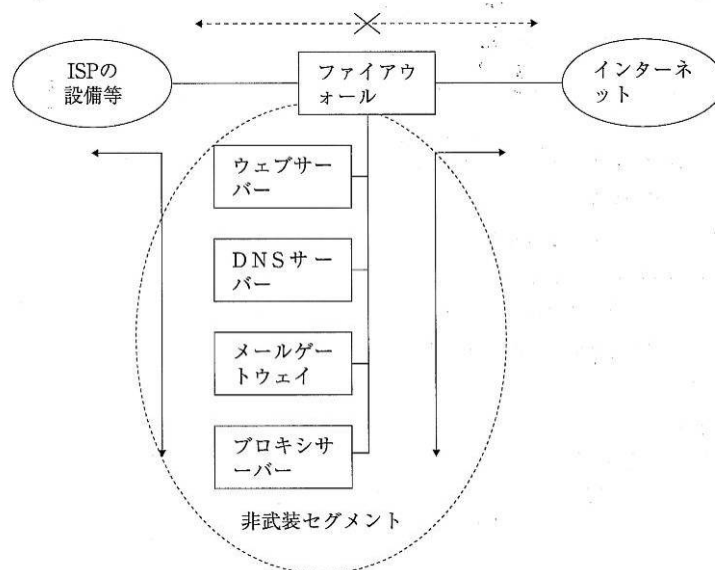 ISPの
設備等
ファイアウ
ォール
インターネ
ット
ウェブサー
バー
DNSサー
バー
メールゲー
トウェイ
プロキシサ
ーバー
非武装セグメント